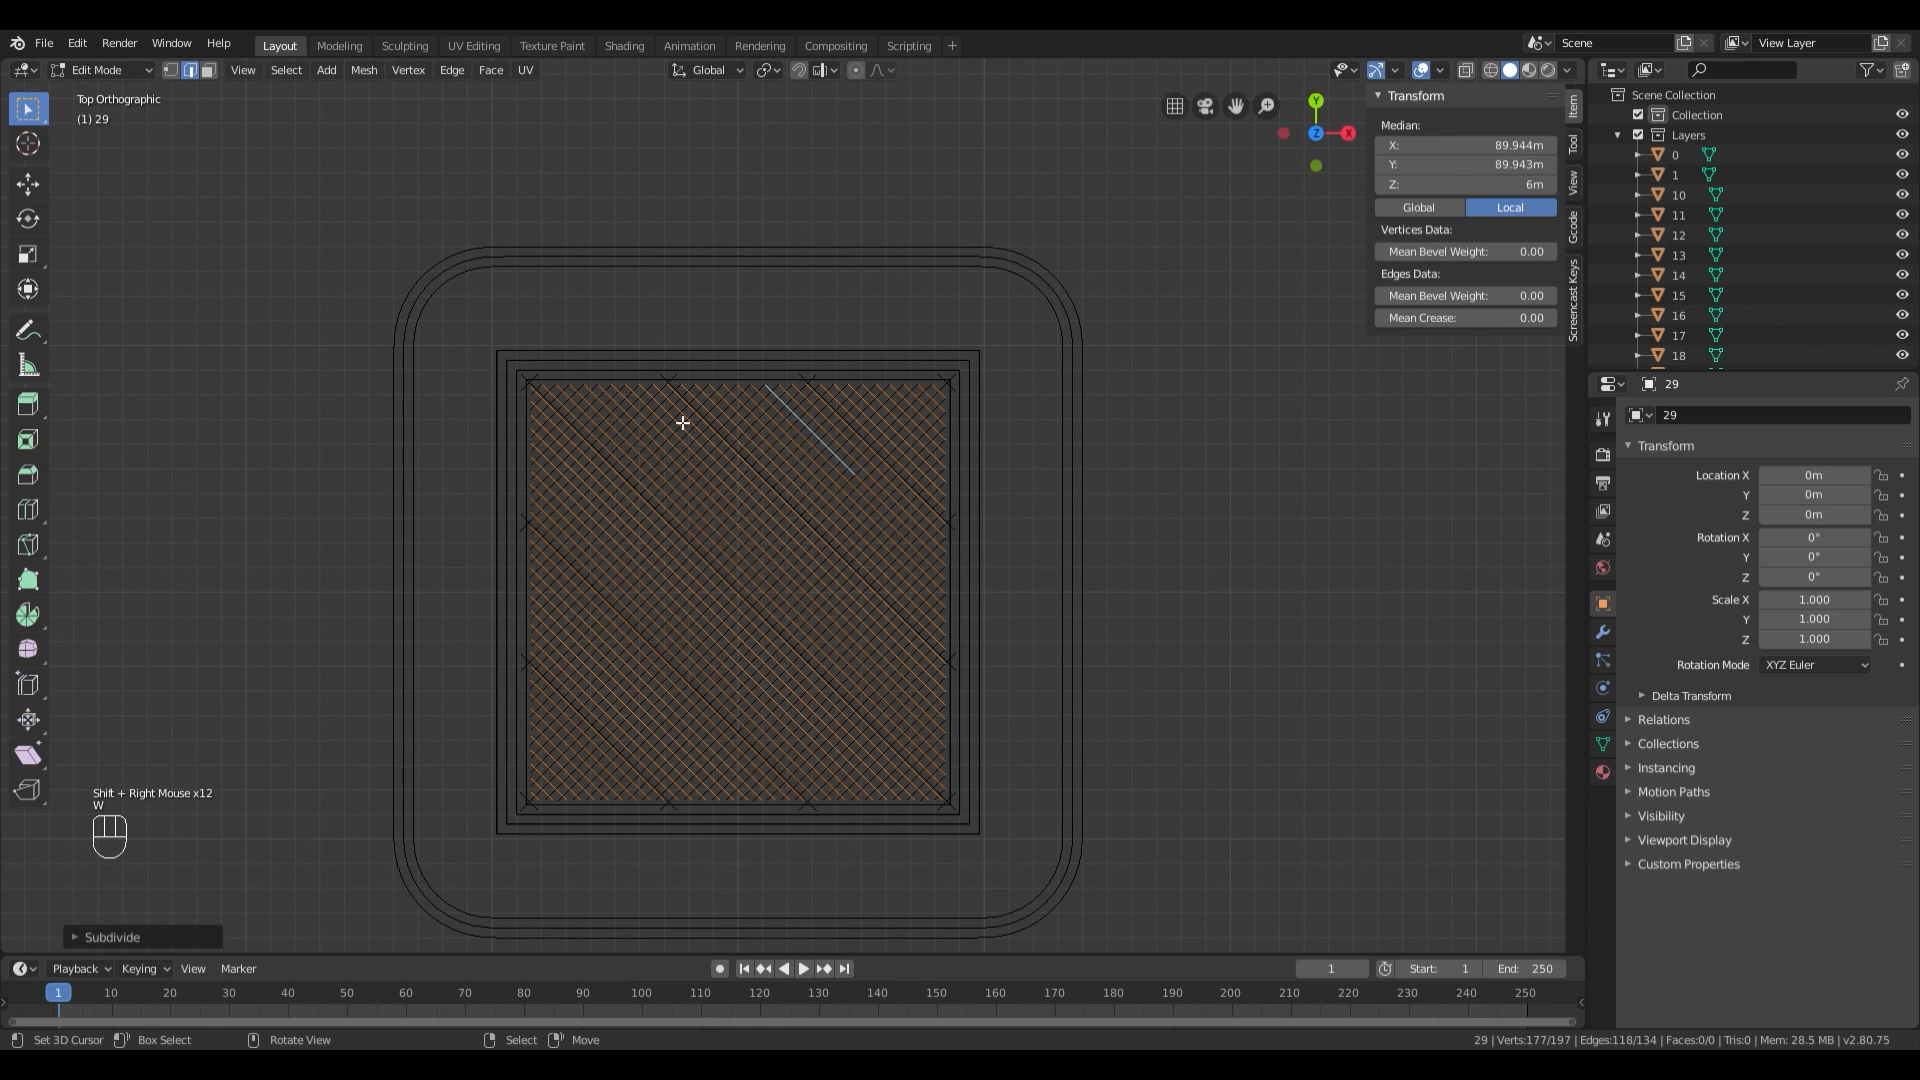 File Edit Render Window Help Layout Modeling Sculpting UV Editing Texture Paint Shading Animation Rendering Compositing Scripting + Scene View Layer
Edit Mode View Select Add Mesh Vertex Edge Face UV Global
Top Orthographic
(1) 29
Transform
Median:
X: 89.944m
Y: 89.943m
Z: 6m
Global Local
Vertices Data:
Mean Bevel Weight: 0.00
Edges Data:
Mean Bevel Weight: 0.00
Mean Crease: 0.00
Item
Tool
View
Gcode
Screencast Keys
Y
Z
X
Scene Collection
Collection
Layers
0
1
10
11
12
13
14
15
16
17
18
29
29
Transform
Location X 0m
Y 0m
Z 0m
Rotation X 0°
Y 0°
Z 0°
Scale X 1.000
Y 1.000
Z 1.000
Rotation Mode XYZ Euler
Delta Transform
Relations
Collections
Instancing
Motion Paths
Visibility
Viewport Display
Custom Properties
Shift + Right Mouse x12
W
Subdivide
Playback Keying View Marker 1 Start: 1 End: 250
1 10 20 30 40 50 60 70 80 90 100 110 120 130 140 150 160 170 180 190 200 210 220 230 240 250
Set 3D Cursor Box Select Rotate View Select Move 29 | Verts:177/197 | Edges:118/134 | Faces:0/0 | Tris:0 | Mem: 28.5 MB | v2.80.75